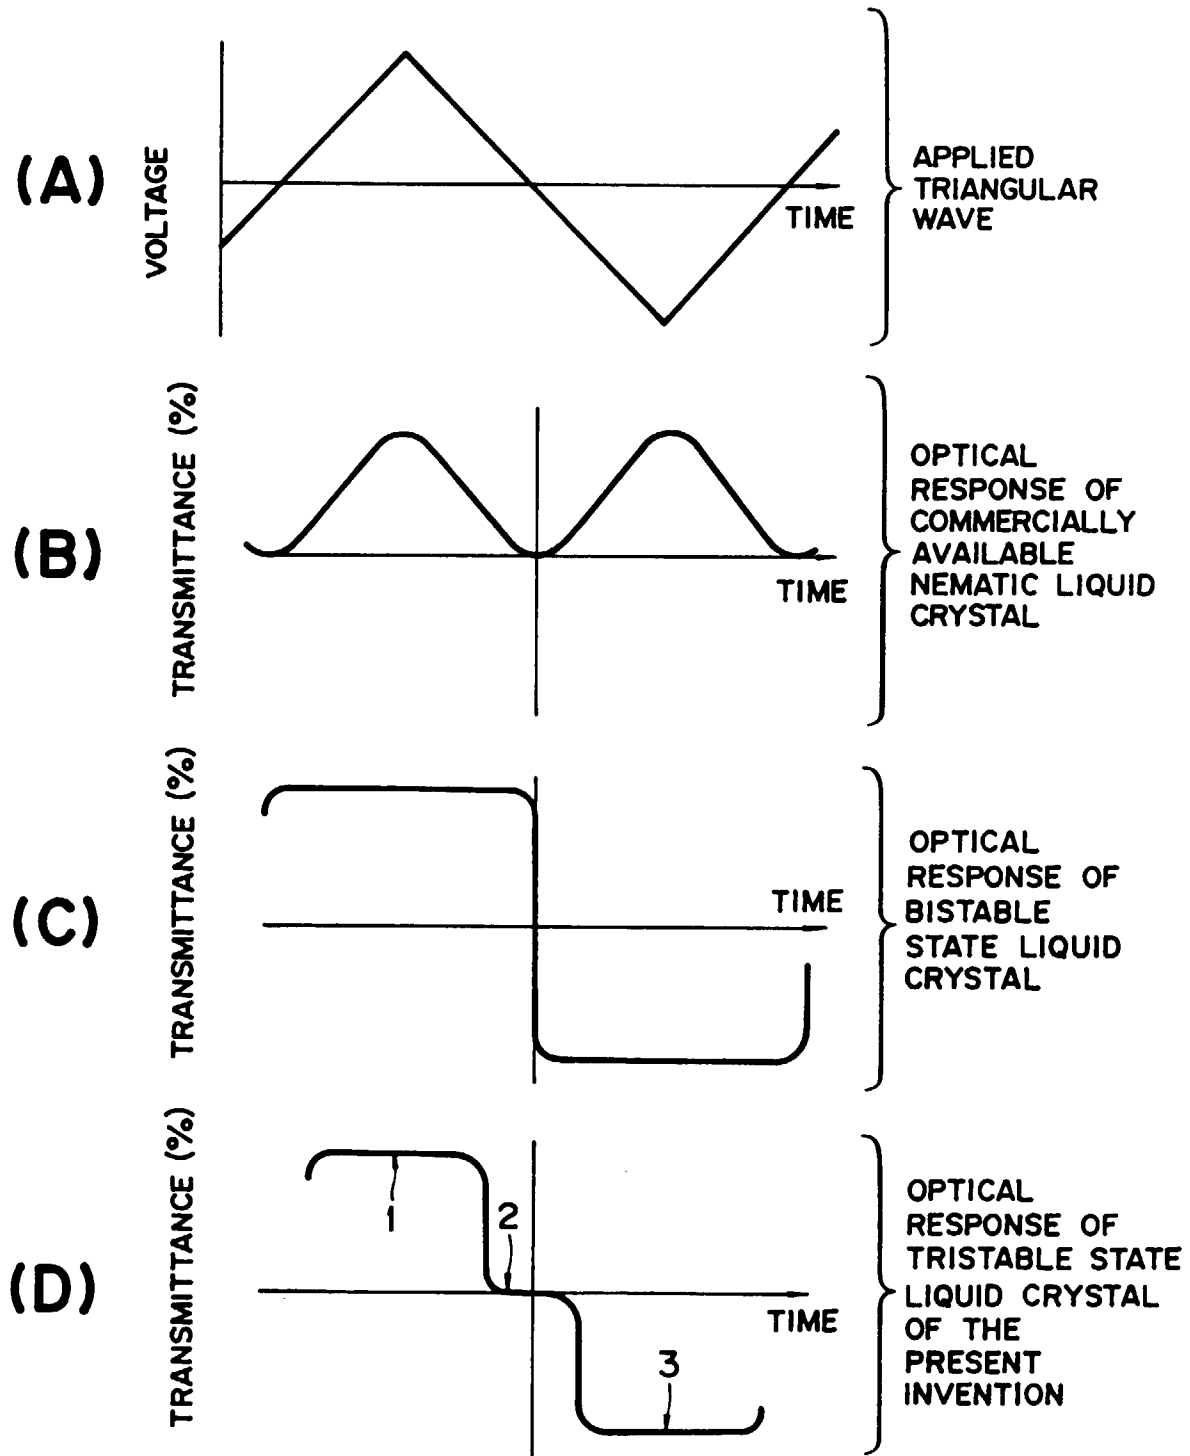 (A)
VOLTAGE
TIME
APPLIED
TRIANGULAR
WAVE
(B)
TRANSMITTANCE (%)
TIME
OPTICAL
RESPONSE OF
COMMERCIALLY
AVAILABLE
NEMATIC LIQUID
CRYSTAL
(C)
TRANSMITTANCE (%)
TIME
OPTICAL
RESPONSE OF
BISTABLE
STATE LIQUID
CRYSTAL
(D)
TRANSMITTANCE (%)
1
2
3
TIME
OPTICAL
RESPONSE OF
TRISTABLE STATE
LIQUID CRYSTAL
OF THE
PRESENT
INVENTION